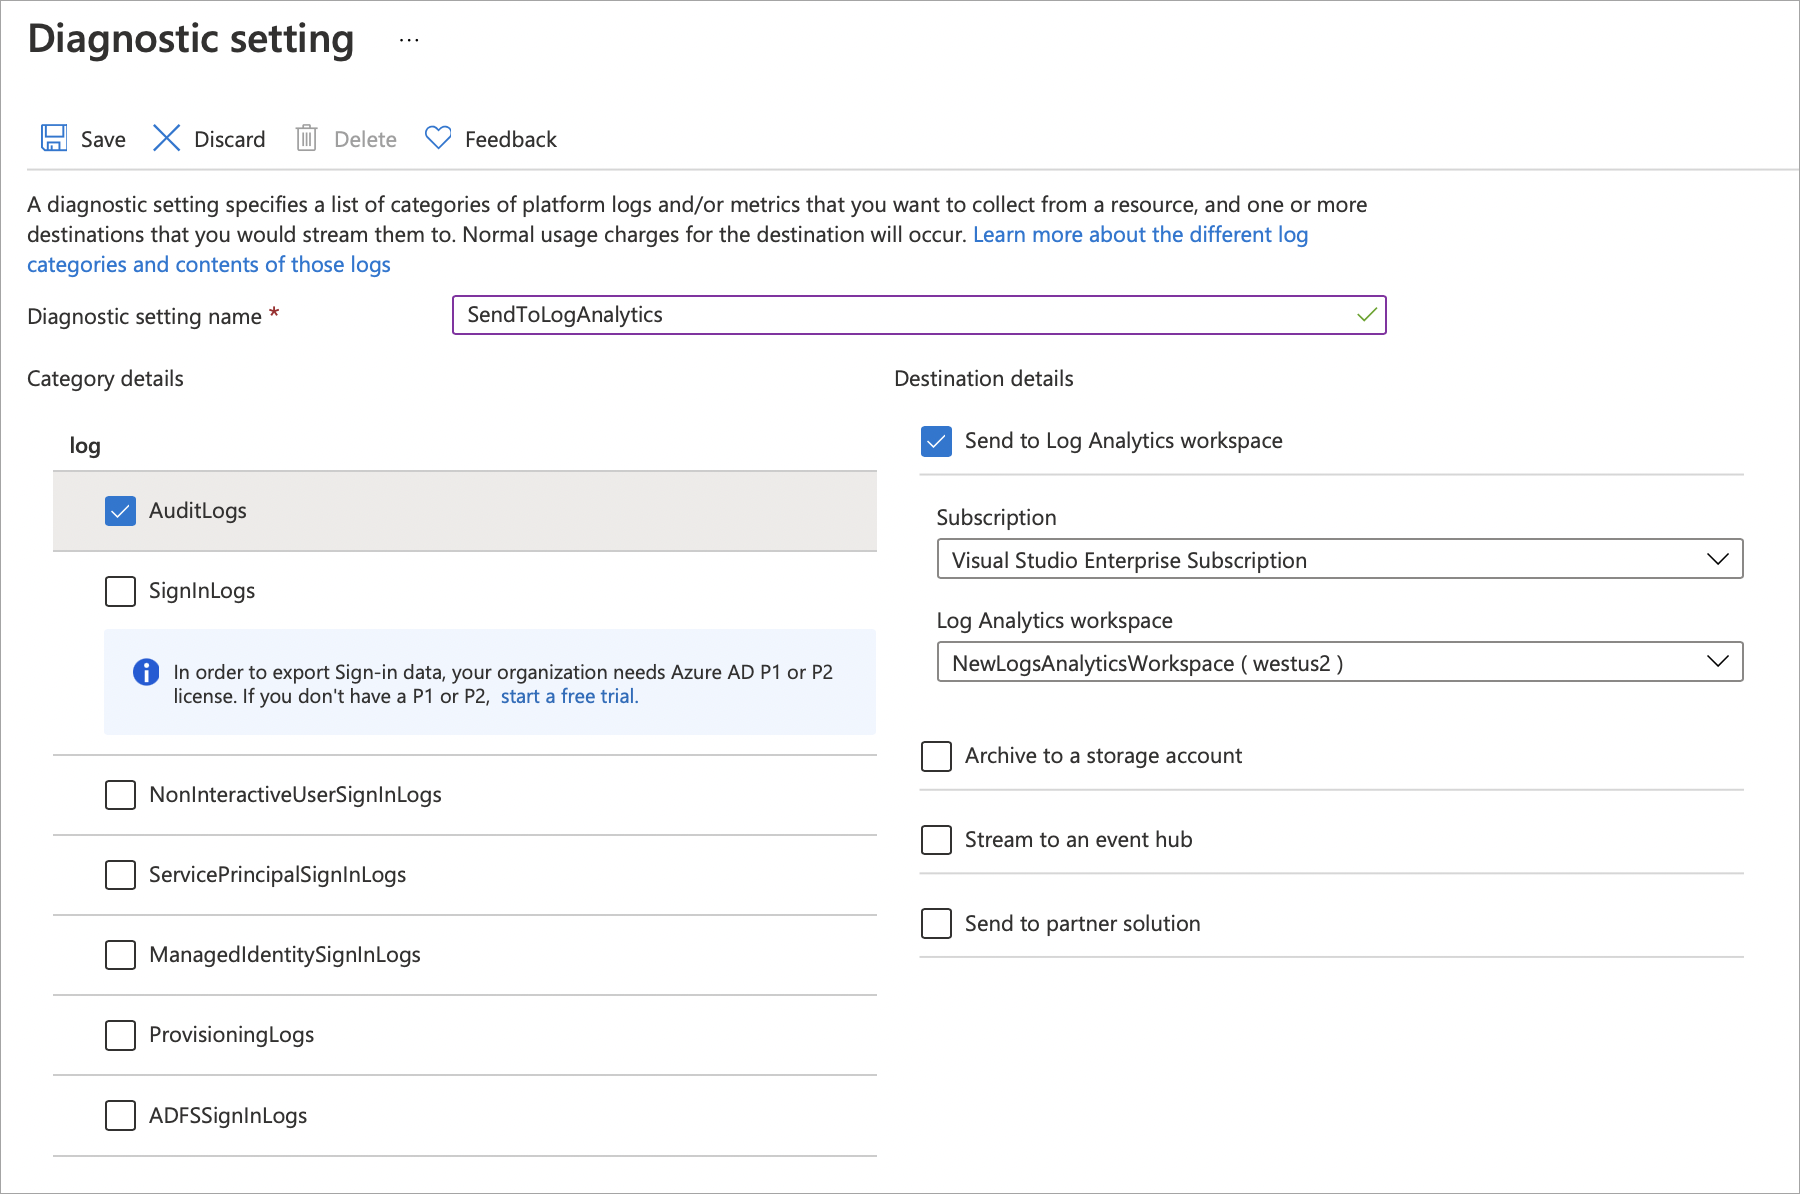 Diagnostic setting ...
Save Discard Delete Feedback
A diagnostic setting specifies a list of categories of platform logs and/or metrics that you want to collect from a resource, and one or more
destinations that you would stream them to. Normal usage charges for the destination will occur. Learn more about the different log
categories and contents of those logs
Diagnostic setting name *
SendToLogAnalytics
Category details
log
AuditLogs
SignInLogs
In order to export Sign-in data, your organization needs Azure AD P1 or P2
license. If you don't have a P1 or P2, start a free trial.
NonInteractiveUserSignInLogs
ServicePrincipalSignInLogs
ManagedIdentitySignInLogs
ProvisioningLogs
ADFSSignInLogs
Destination details
Send to Log Analytics workspace
Subscription
Visual Studio Enterprise Subscription
Log Analytics workspace
NewLogsAnalyticsWorkspace ( westus2 )
Archive to a storage account
Stream to an event hub
Send to partner solution